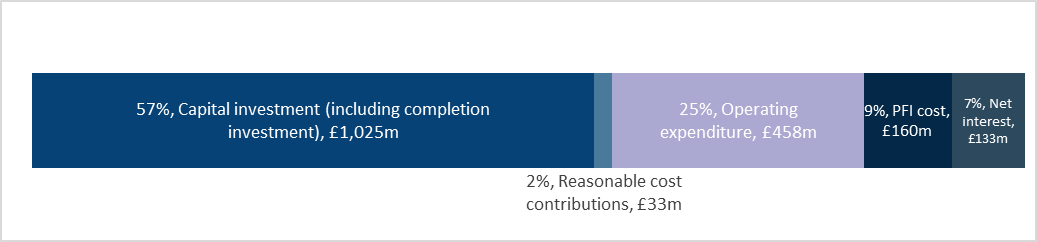 57%, Capital investment (including completion
investment), £1,025m
2%, Reasonable cost
contributions, £33m
25%, Operating
expenditure, £458m
9%, PFI cost,
£160m
7%, Net
interest,
£133m